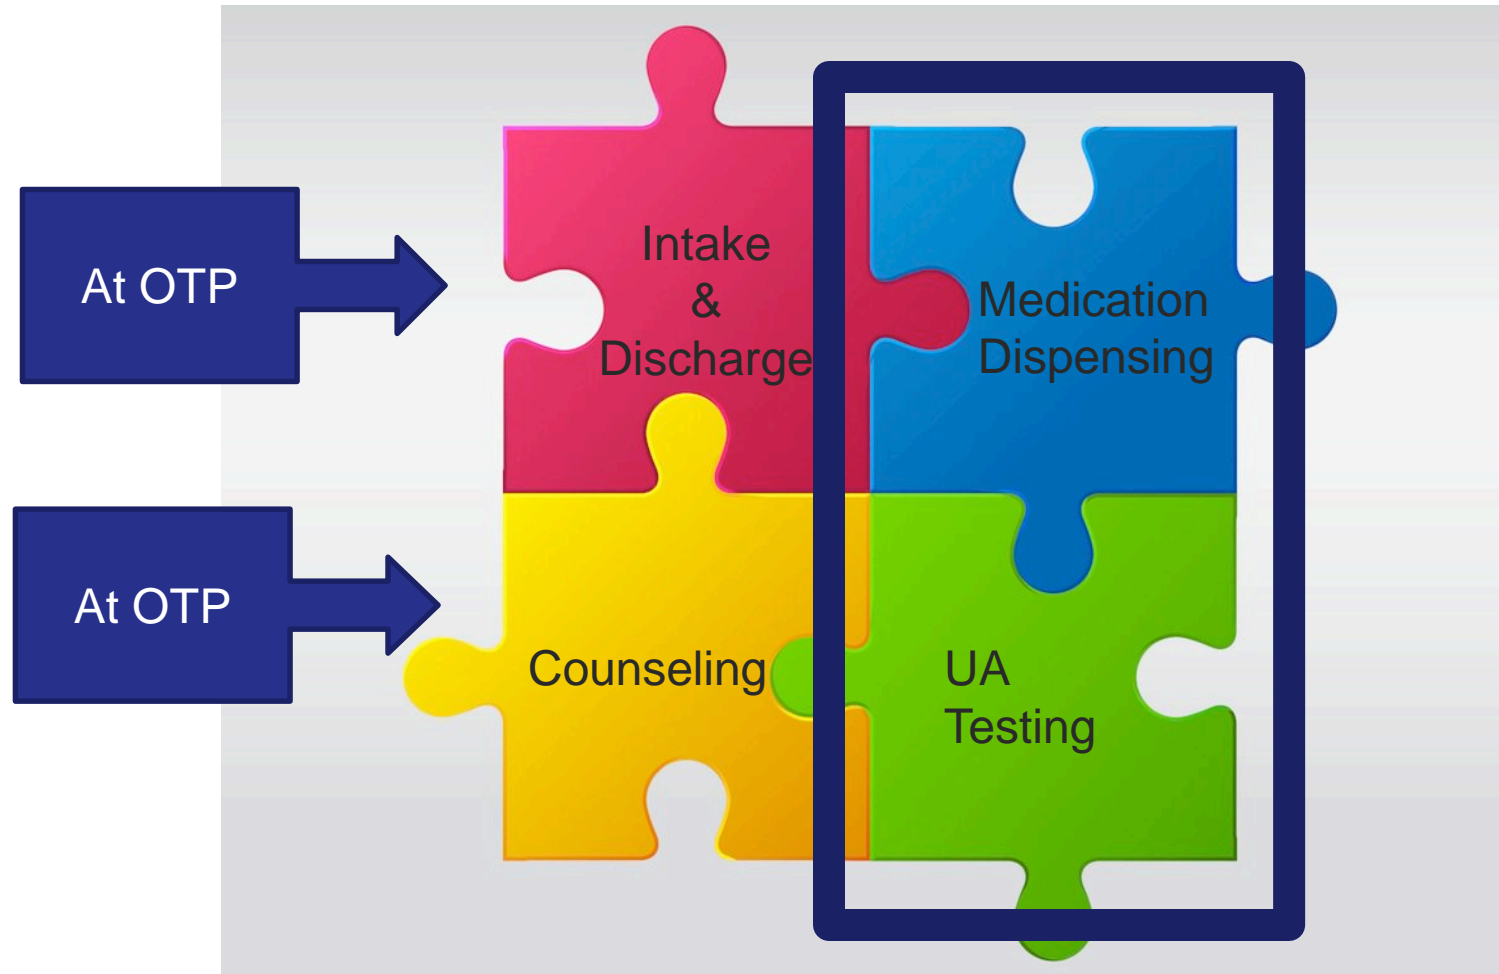 At OTP
Intake
&
Discharge
Medication
Dispensing
At OTP
Counseling
UA
Testing